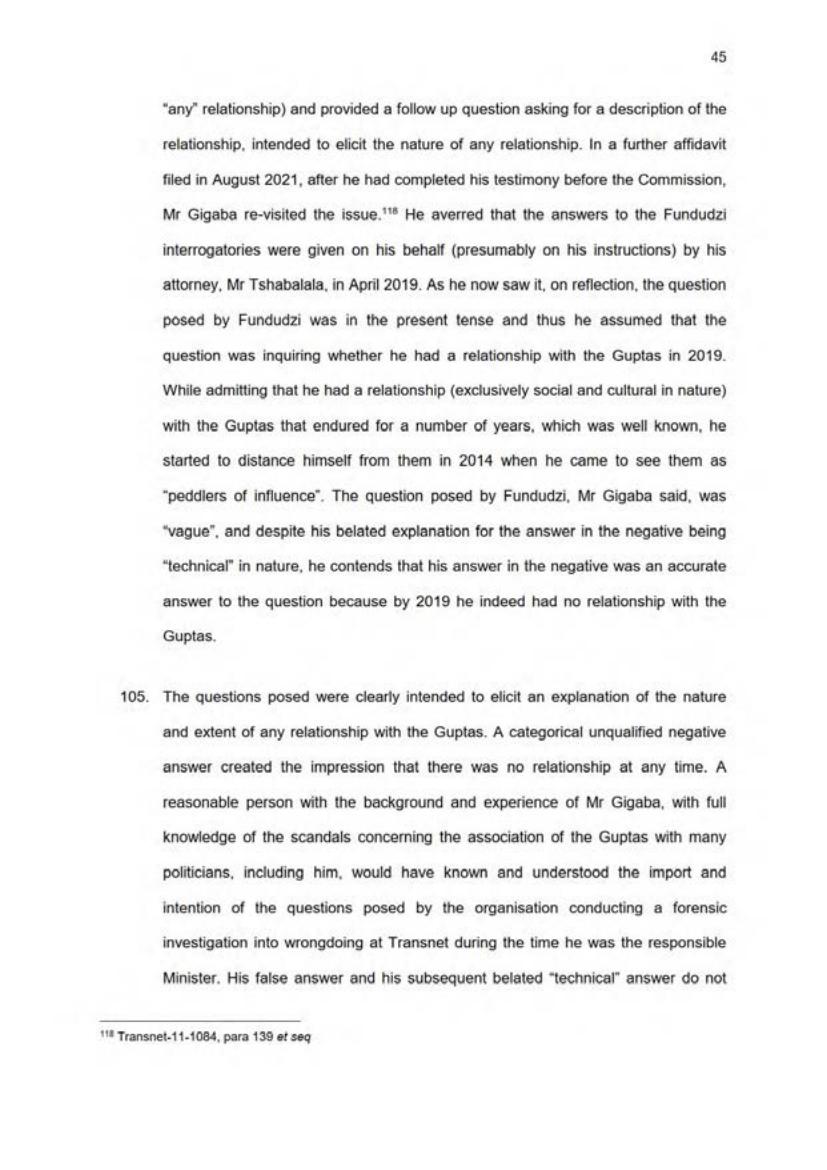 45
“any” relationship) and provided a follow up question asking for a description of the
relationship, intended to elicit the nature of any relationship. In a further affidavit
filed in August 2021, after he had completed his testimony before the Commission,
Mr Gigaba re-visited the issue.¹¹⁸ He averred that the answers to the Fundudzi
interrogatories were given on his behalf (presumably on his instructions) by his
attorney, Mr Tshabalala, in April 2019. As he now saw it, on reflection, the question
posed by Fundudzi was in the present tense and thus he assumed that the
question was inquiring whether he had a relationship with the Guptas in 2019.
While admitting that he had a relationship (exclusively social and cultural in nature)
with the Guptas that endured for a number of years, which was well known, he
started to distance himself from them in 2014 when he came to see them as
“peddlers of influence”. The question posed by Fundudzi, Mr Gigaba said, was
“vague”, and despite his belated explanation for the answer in the negative being
“technical” in nature, he contends that his answer in the negative was an accurate
answer to the question because by 2019 he indeed had no relationship with the
Guptas.
105. The questions posed were clearly intended to elicit an explanation of the nature
and extent of any relationship with the Guptas. A categorical unqualified negative
answer created the impression that there was no relationship at any time. A
reasonable person with the background and experience of Mr Gigaba, with full
knowledge of the scandals concerning the association of the Guptas with many
politicians, including him, would have known and understood the import and
intention of the questions posed by the organisation conducting a forensic
investigation into wrongdoing at Transnet during the time he was the responsible
Minister. His false answer and his subsequent belated “technical” answer do not
¹¹⁸ Transnet-11-1084, para 139 et seq